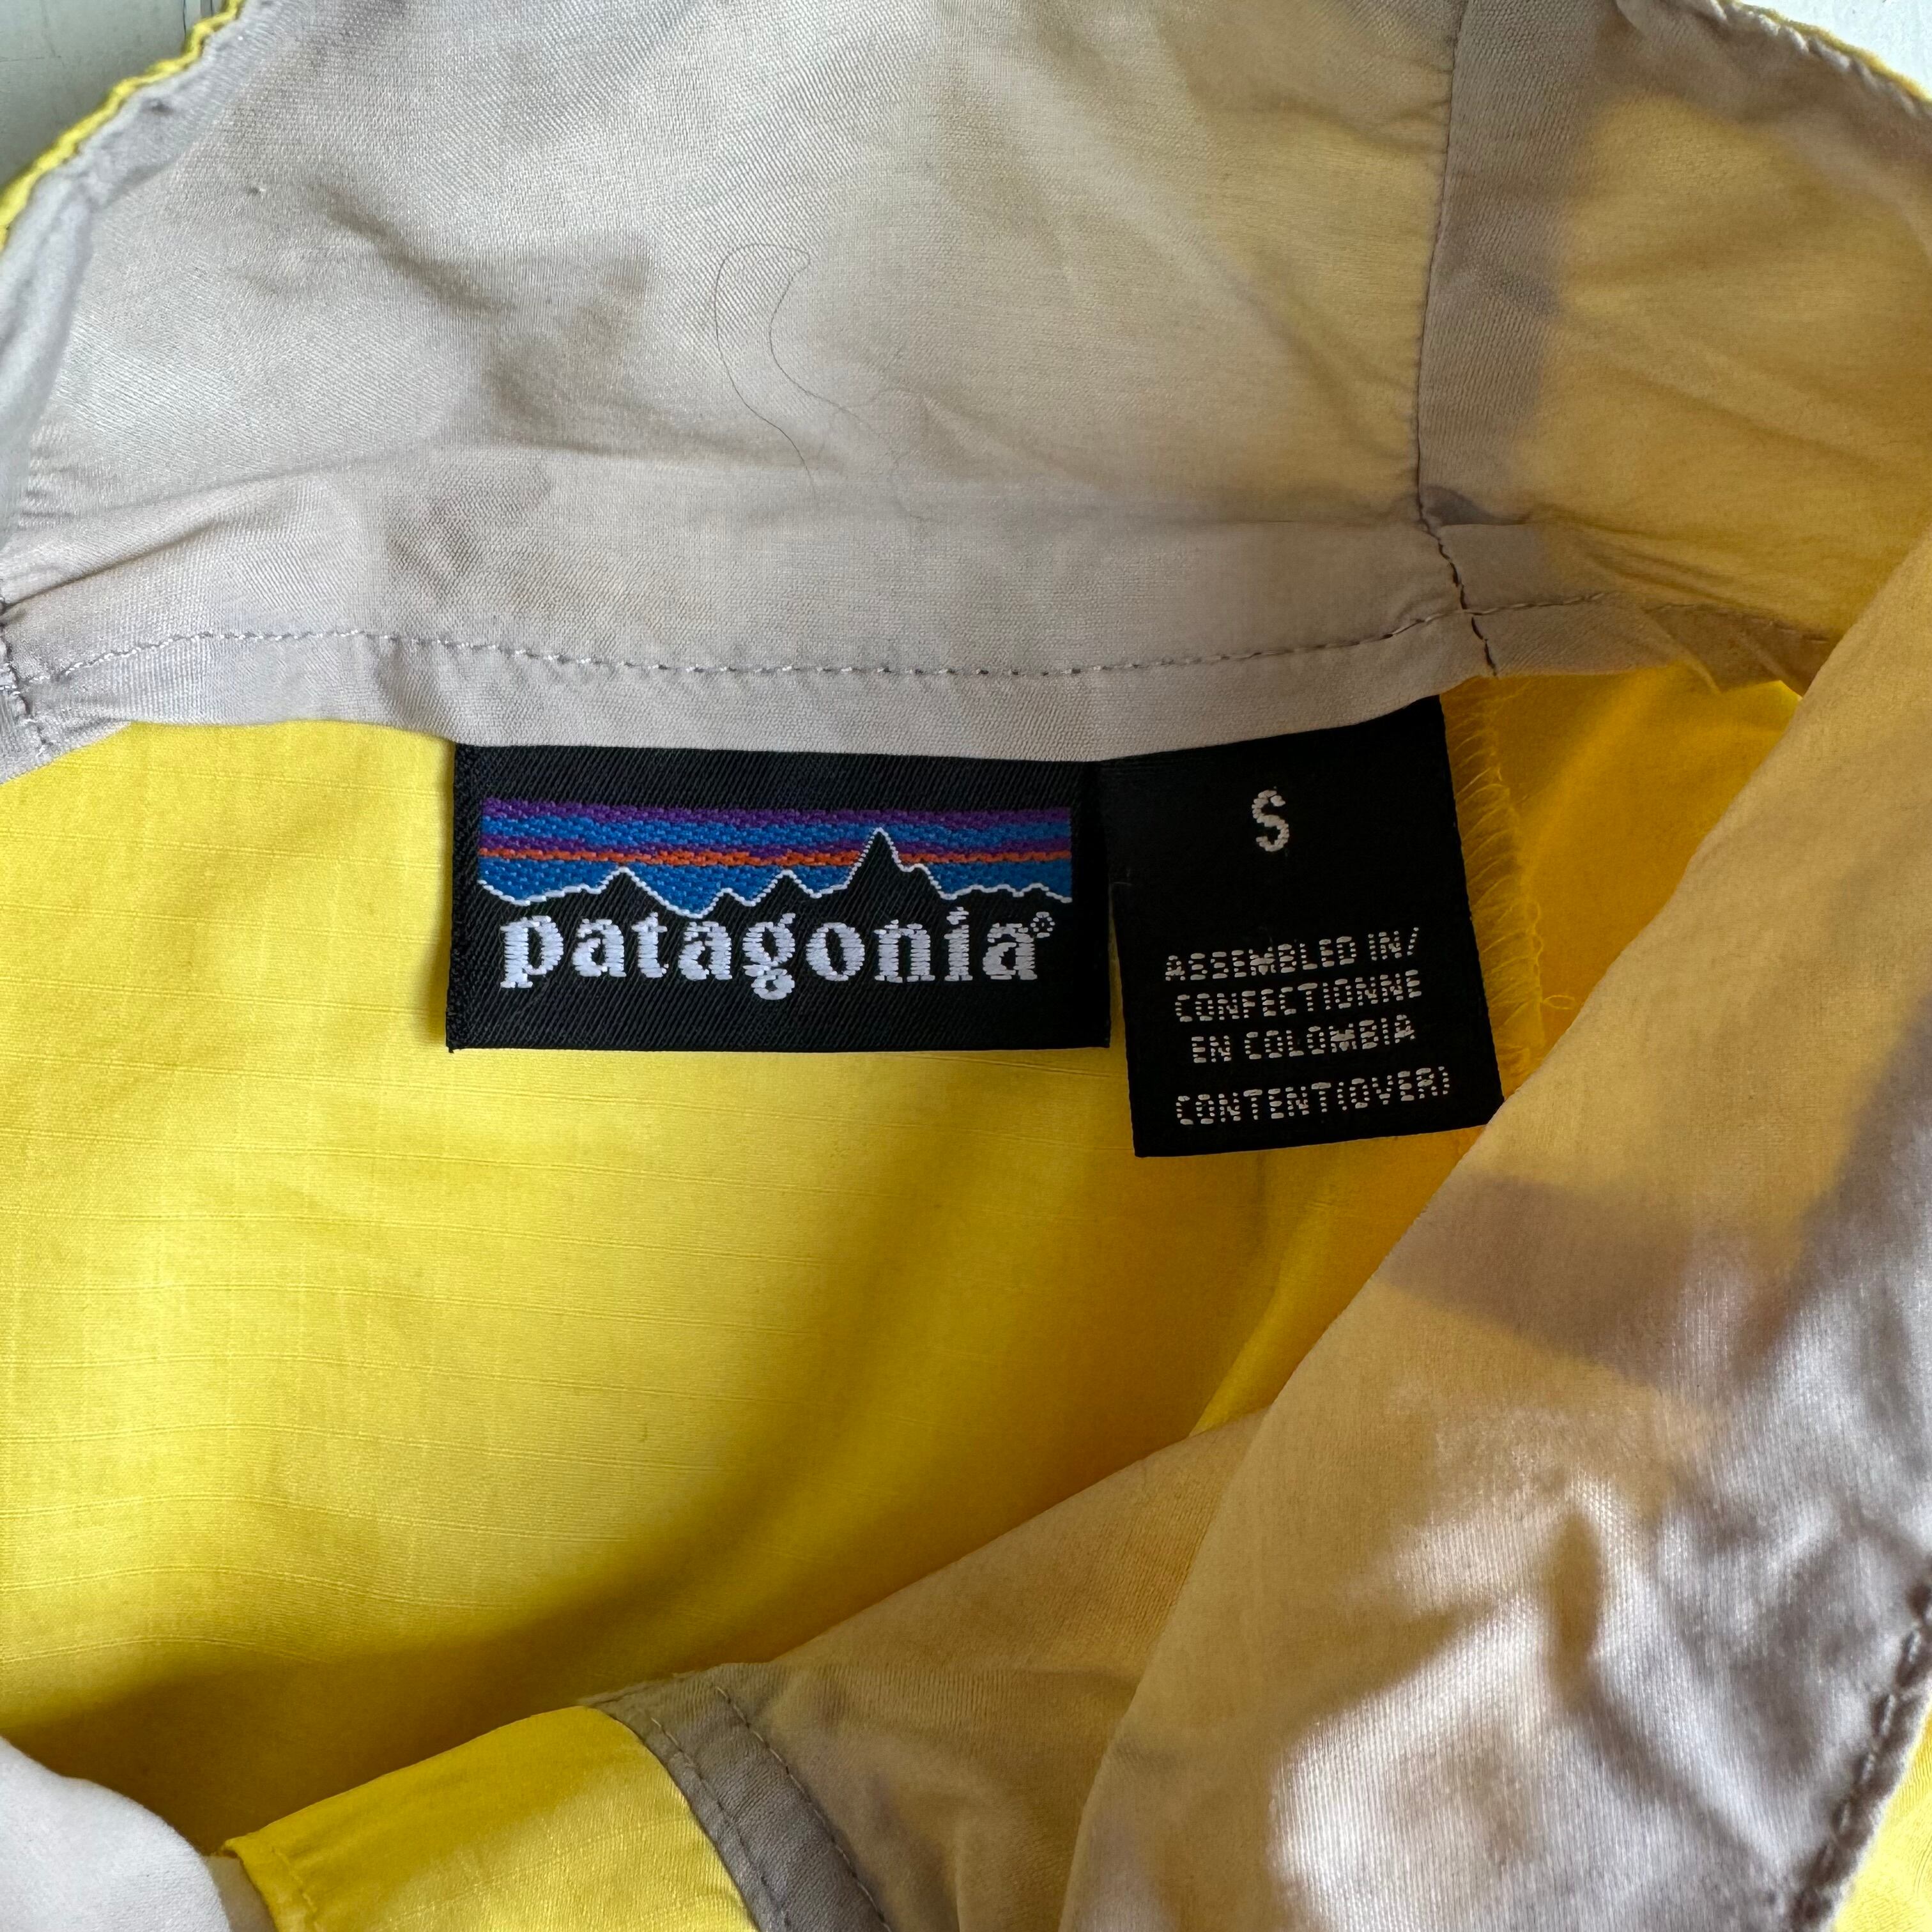 patagonia®
S
ASSEMBLED IN/
CONFECTIONNE
EN COLOMBIA
CONTENT(OVER)